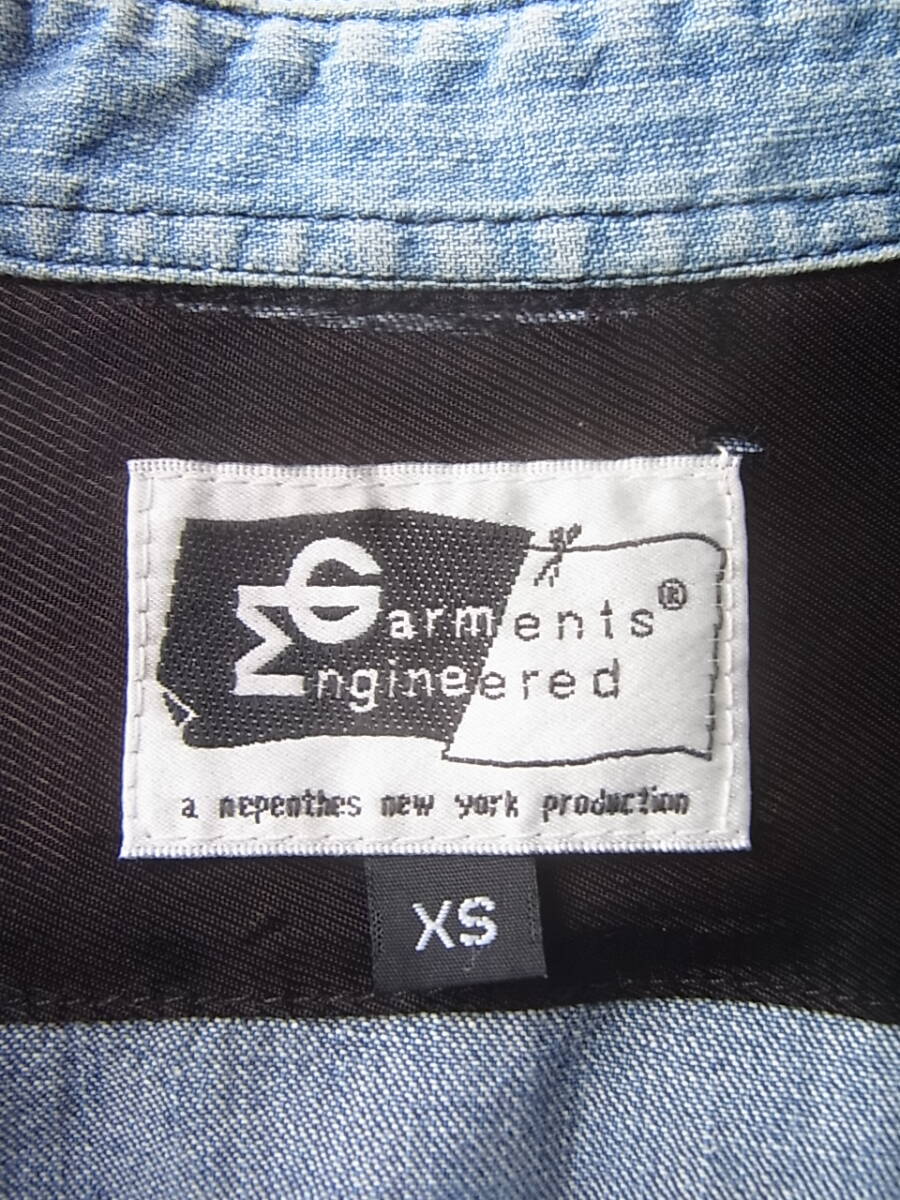 Garments®
Engineered
a nepenthes new york production
XS